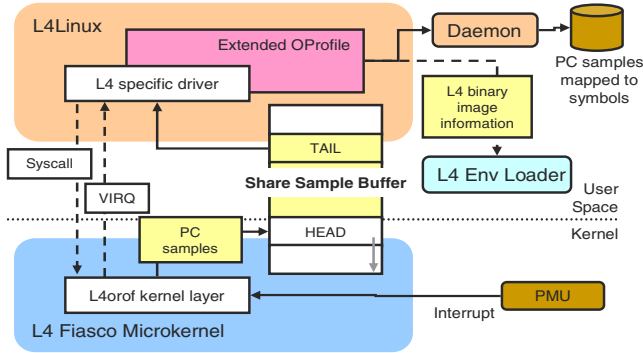 L4Linux
Extended OProfile
L4 specific driver
Daemon
PC samples
mapped to
symbols
L4 binary
image
information
TAIL
Syscall
Share Sample Buffer
L4 Env Loader
VIRQ
User
Space
PC
samples
HEAD
Kernel
L4orof kernel layer
PMU
Interrupt
L4 Fiasco Microkernel